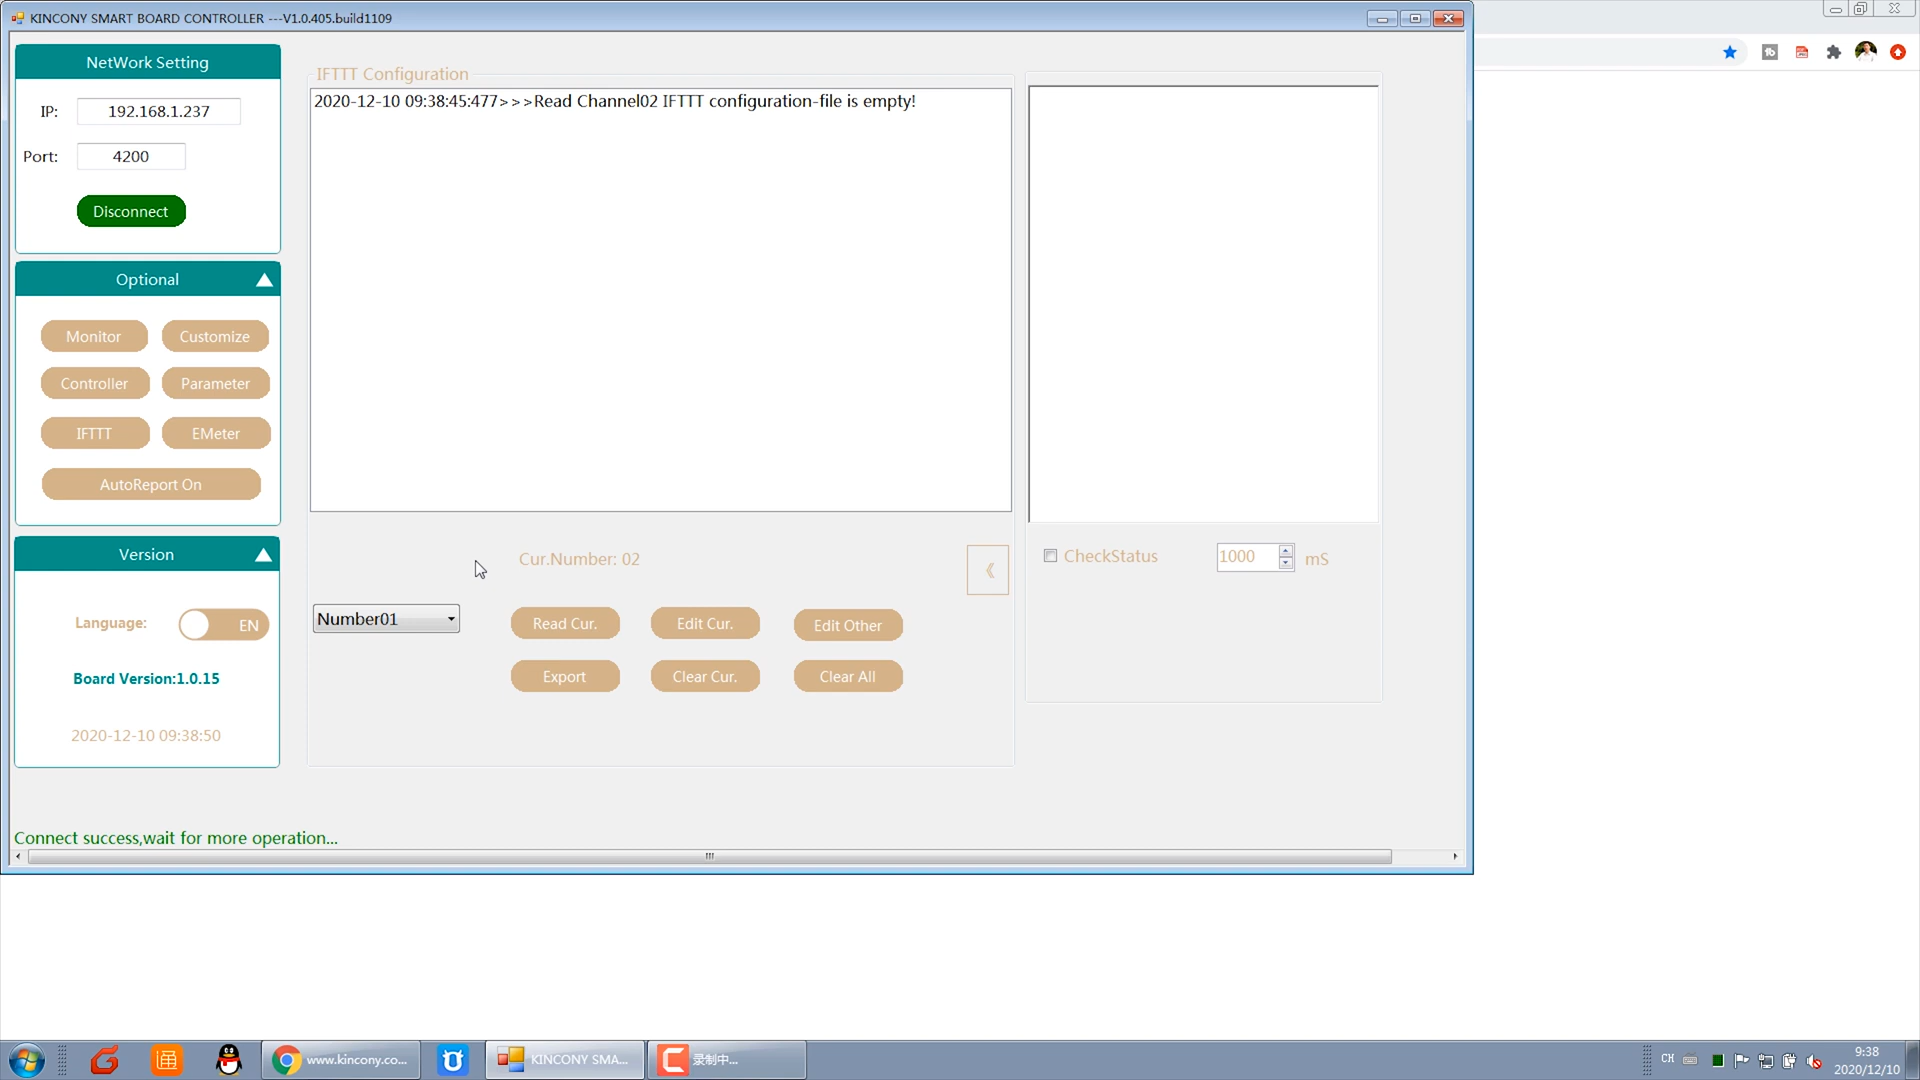 KINCONY SMART BOARD CONTROLLER ---V1.0.405.build1109
NetWork Setting
IP: 192.168.1.237
Port: 4200
Disconnect
Optional
Monitor Customize
Controller Parameter
IFTTT EMeter
AutoReport On
Version
Language: EN
Board Version:1.0.15
2020-12-10 09:38:50
Connect success,wait for more operation...
IFTTT Configuration
2020-12-10 09:38:45:477>>>Read Channel02 IFTTT configuration-file is empty!
Cur.Number: 02
《
Number01
Read Cur. Edit Cur. Edit Other
Export Clear Cur. Clear All
CheckStatus 1000 mS
通
www.kincony.co...
KINCONY SMA...
录制中...
CH
9:38
2020/12/10